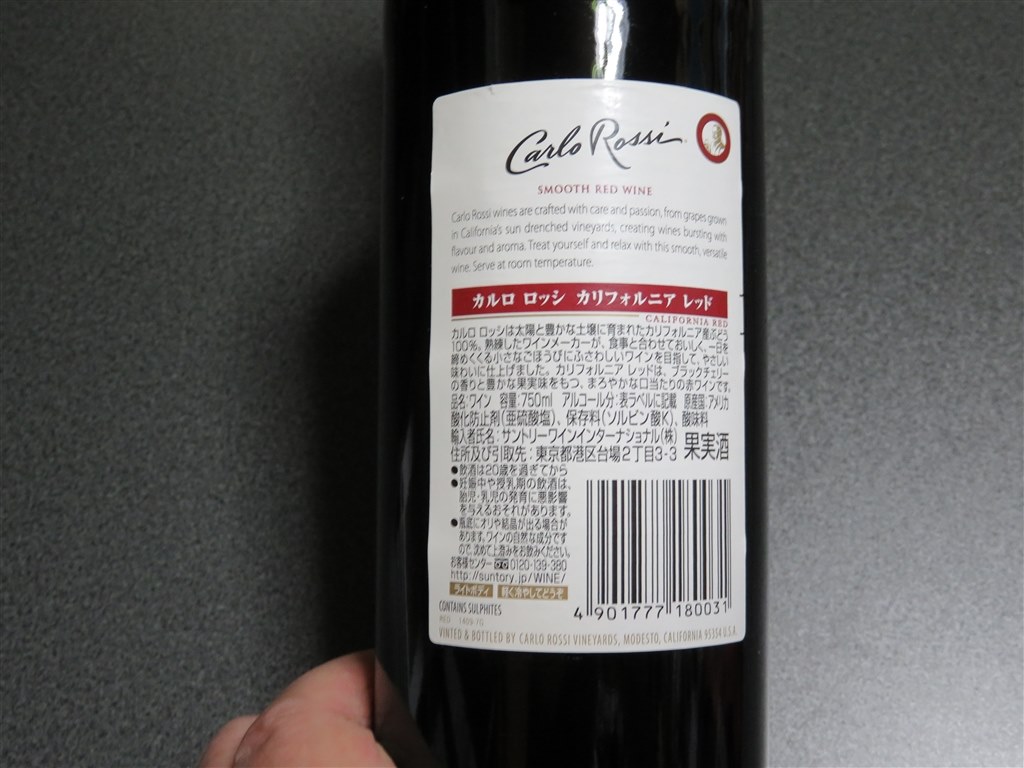 Carlo Rossi
SMOOTH RED WINE
Carlo Rossi wines are crafted with care and passion, from grapes grown
in California's sun drenched vineyards, creating wines bursting with
flavour and aroma. Treat yourself and relax with this smooth, versatile
wine. Serve at room temperature.
カルロ ロッシ カリフォルニア レッド
CALIFORNIA RED
カルロ ロッシは太陽と豊かな土壌に育まれたカリフォルニア産ぶどう
100%。熟練したワインメーカーが、食事と合わせておいしく、一日を
締めくくる小さなごほうびにふさわしいワインを目指して、やさしい
味わいに仕上げました。カリフォルニア レッドは、ブラックチェリー
の香りと豊かな果実味をもつ、まろやかな口当たりの赤ワインです。
品名:ワイン 容量:750ml アルコール分:表ラベルに記載 原産国:アメリカ
酸化防止剤(亜硫酸塩)、保存料(ソルビン酸K)、酸味料
輸入者氏名:サントリーワインインターナショナル(株)
住所及び引取先:東京都港区台場2丁目3-3 果実酒
●飲酒は20歳を過ぎてから
●妊娠中や授乳期の飲酒は、
胎児・乳児の発育に悪影響
を与えるおそれがあります。
●瓶底にオリや結晶が出る場合が
あります。ワインの自然な成分です
ので、沈めて上澄みをお飲みください。
お客様センター 0120-139-380
http://suntory.jp/WINE/
ライトボディ 軽く冷やしてどうぞ
4 901777 180031
CONTAINS SULPHITES
RED
VINTED & BOTTLED BY CARLO ROSSI VINEYARDS, MODESTO, CALIFORNIA 95354 U.S.A.